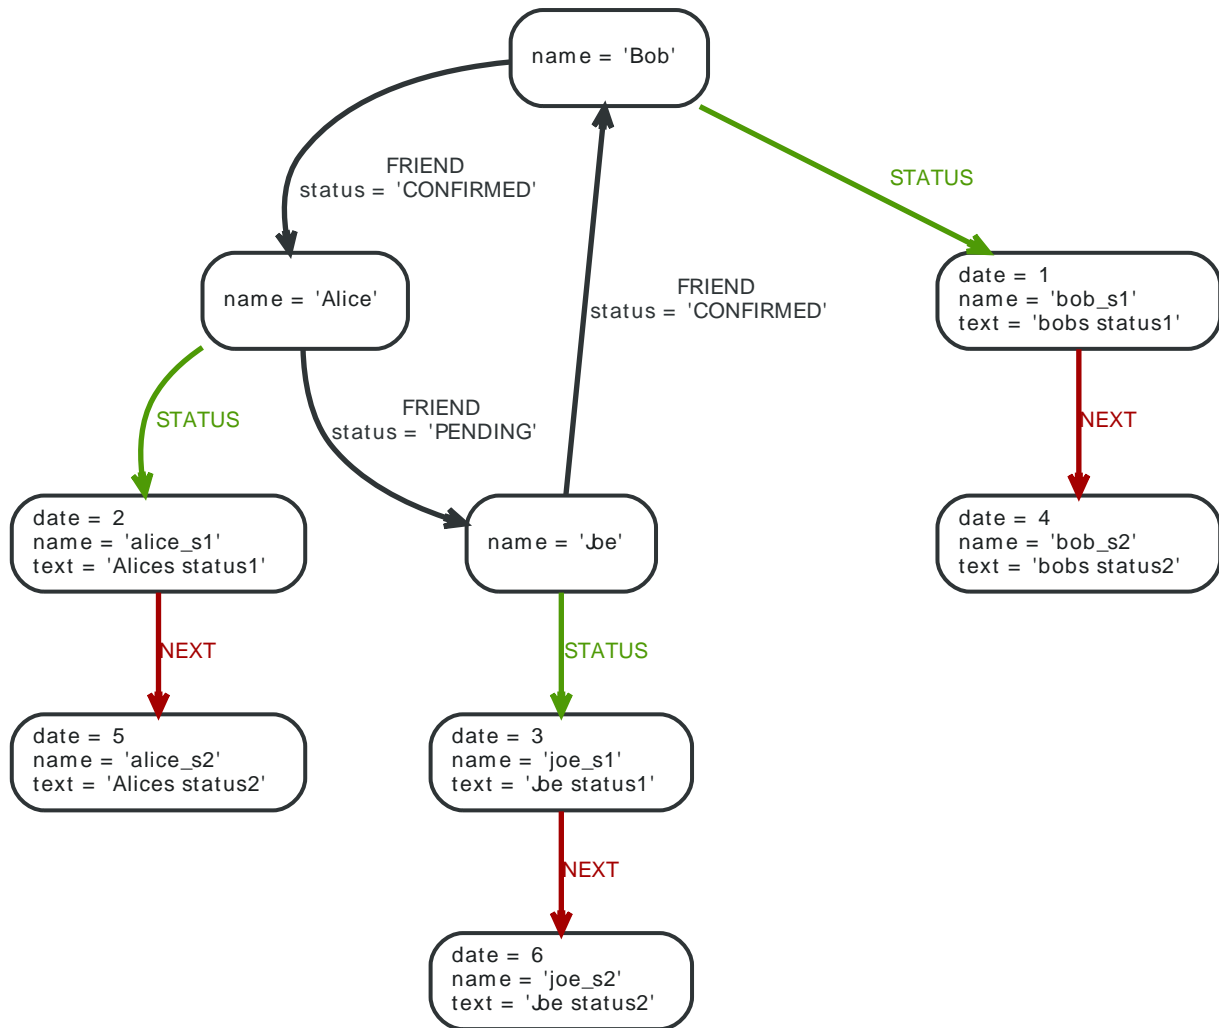 name = 'Bob'
FRIEND
status = 'CONFIRMED'
STATUS
name = 'Alice'
FRIEND
status = 'CONFIRMED'
date = 1
name = 'bob_s1'
text = 'bobs status1'
STATUS
FRIEND
status = 'PENDING'
NEXT
date = 2
name = 'alice_s1'
text = 'Alices status1'
name = 'Joe'
date = 4
name = 'bob_s2'
text = 'bobs status2'
NEXT
STATUS
date = 5
name = 'alice_s2'
text = 'Alices status2'
date = 3
name = 'joe_s1'
text = 'Joe status1'
NEXT
date = 6
name = 'joe_s2'
text = 'Joe status2'